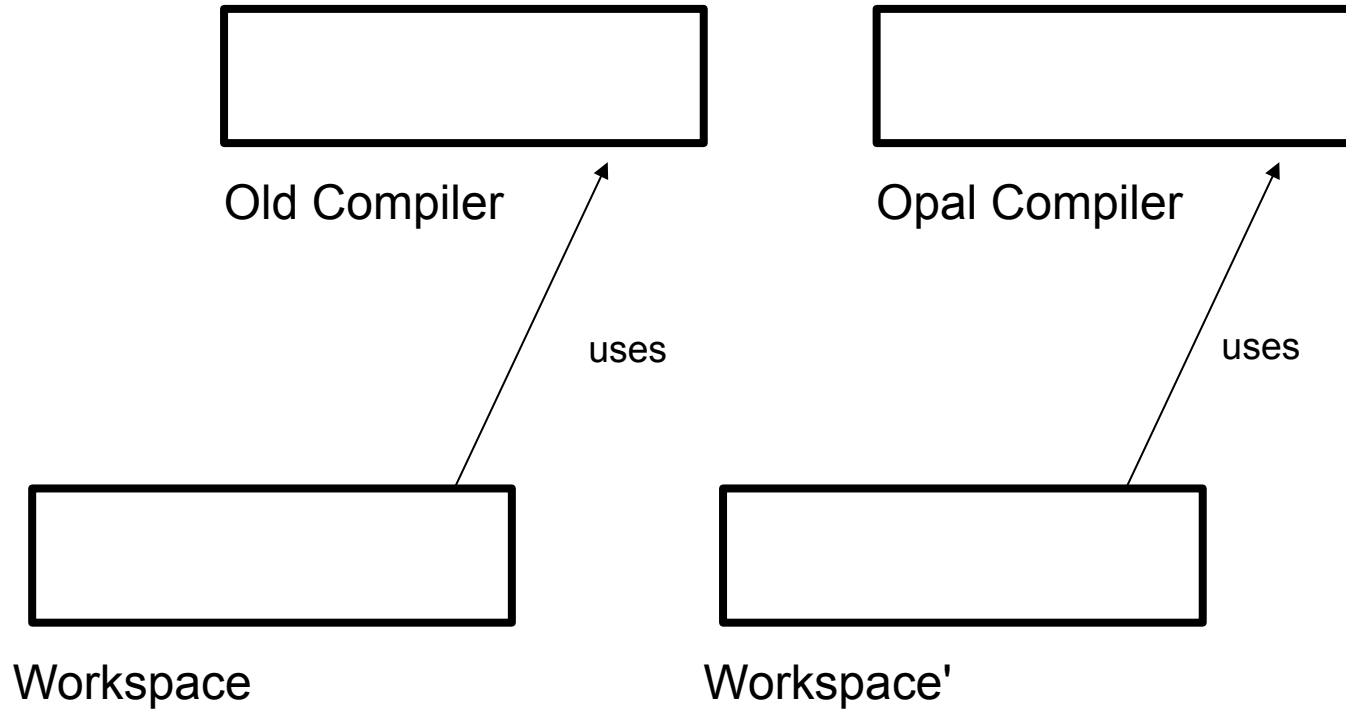 Old Compiler
Opal Compiler
uses
uses
Workspace
Workspace'